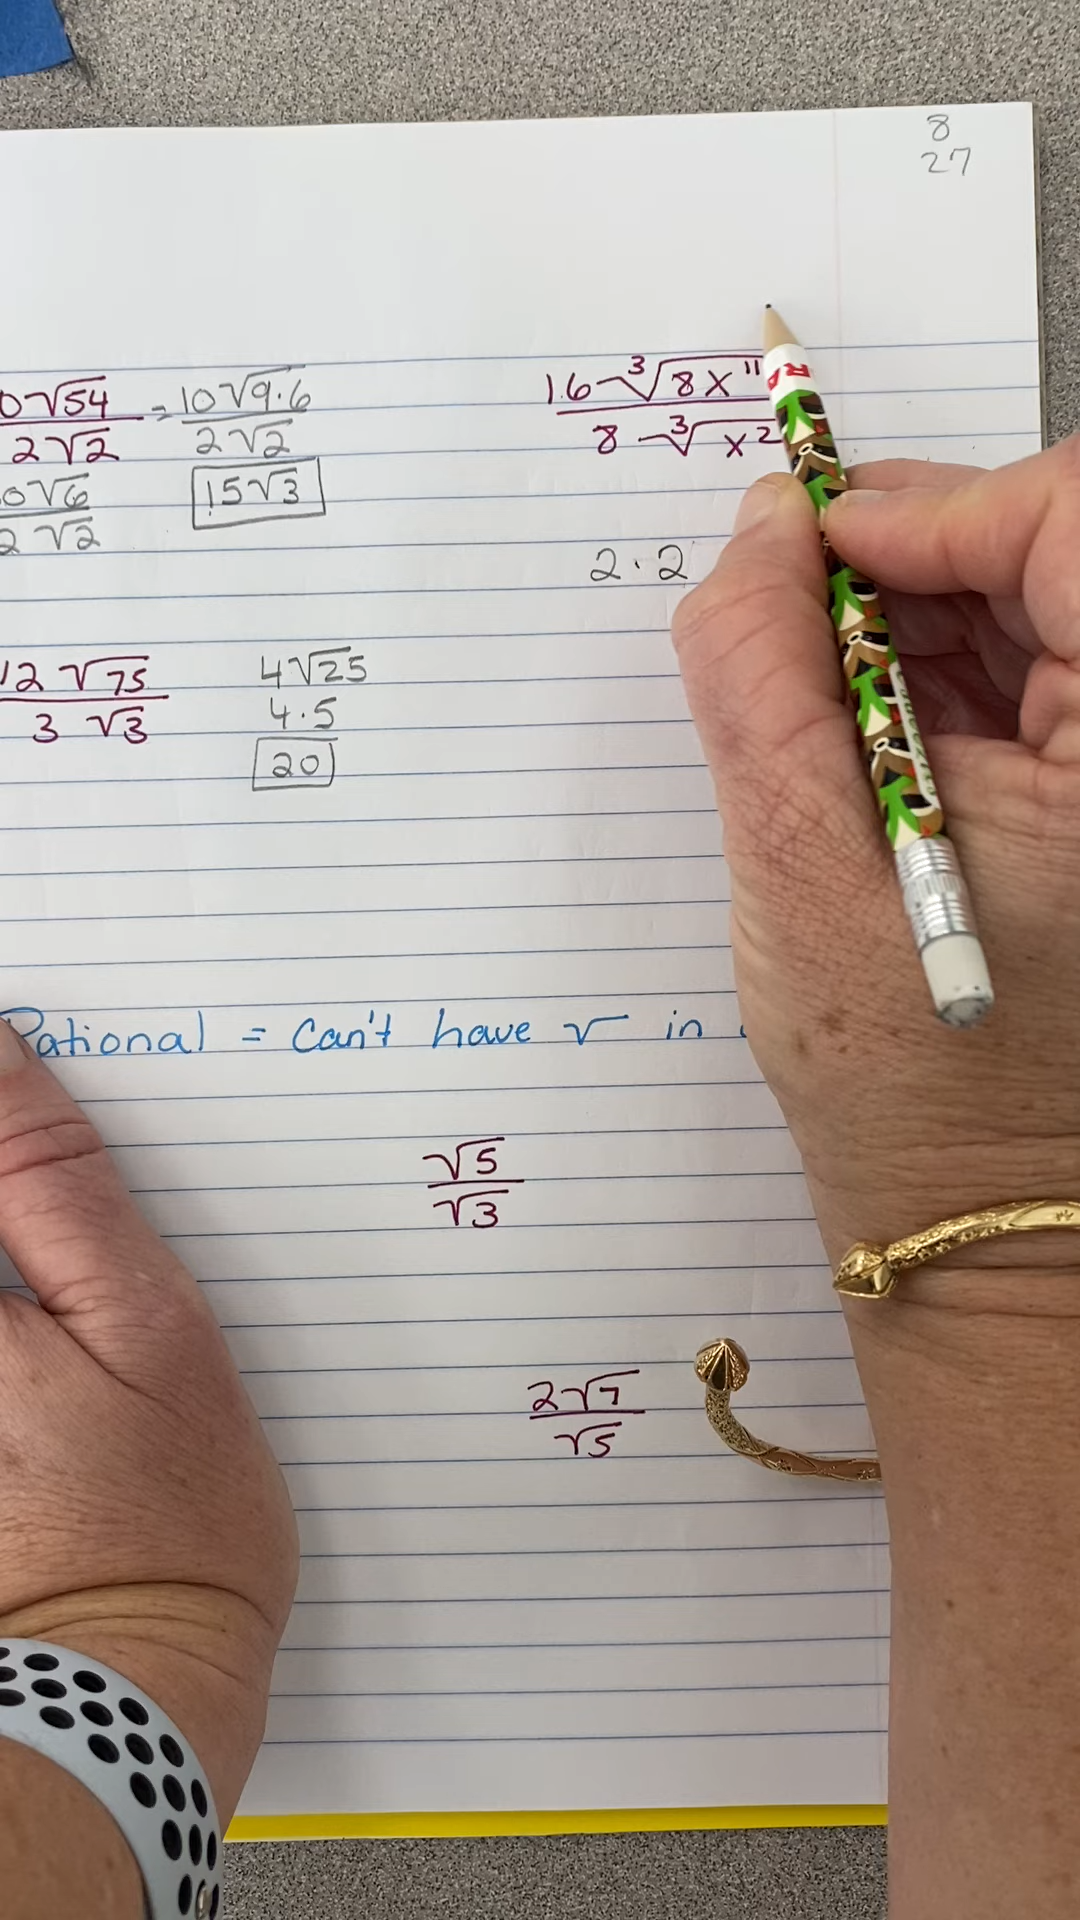 8
27
0√54 = 10√9·6
2√2 2√2
0√6 15√3
2√2
16 ∛8x¹¹
8 ∛x²
2·2
12 √75 4√25
3 √3 4·5
20
Rational = Can't have √ in
√5
√3
2√7
√5